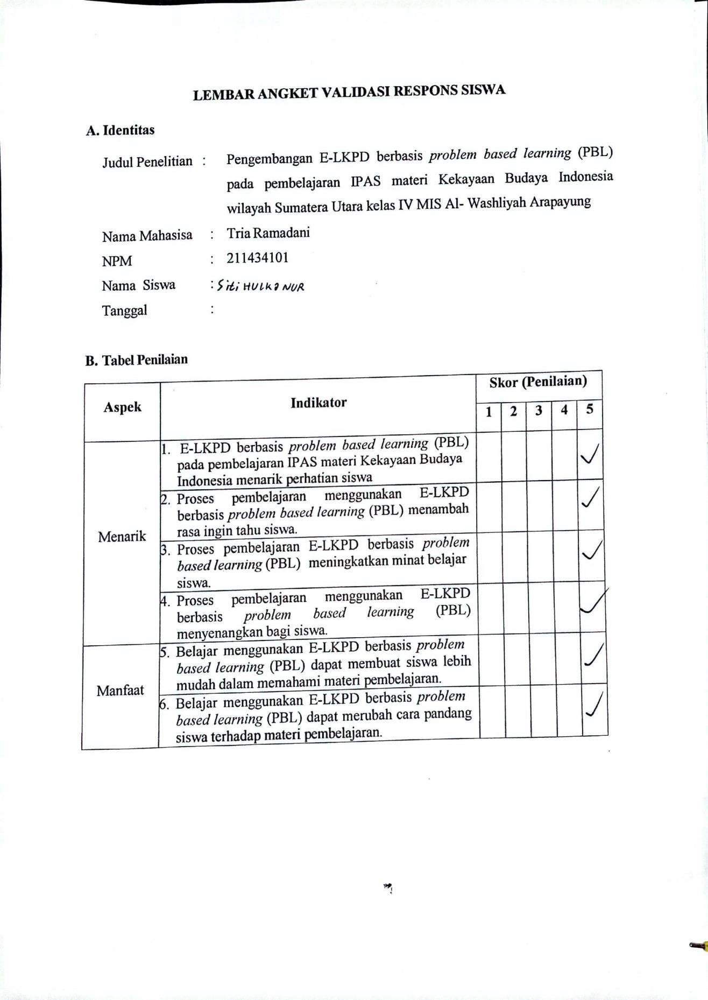 LEMBAR ANGKET VALIDASI RESPONS SISWA
A. Identitas
Judul Penelitian : Pengembangan E-LKPD berbasis problem based learning (PBL)
pada pembelajaran IPAS materi Kekayaan Budaya Indonesia
wilayah Sumatera Utara kelas IV MIS Al- Washliyah Arapayung
Nama Mahasisa : Tria Ramadani
NPM : 211434101
Nama Siswa : Siti HULKA NUR
Tanggal :
B. Tabel Penilaian
Aspek Indikator Skor (Penilaian)
1 2 3 4 5
Menarik
1. E-LKPD berbasis problem based learning (PBL)
pada pembelajaran IPAS materi Kekayaan Budaya
Indonesia menarik perhatian siswa
✓
2. Proses pembelajaran menggunakan E-LKPD
berbasis problem based learning (PBL) menambah
rasa ingin tahu siswa.
✓
3. Proses pembelajaran E-LKPD berbasis problem
based learning (PBL) meningkatkan minat belajar
siswa.
✓
4. Proses pembelajaran menggunakan E-LKPD
berbasis problem based learning (PBL)
menyenangkan bagi siswa.
✓
Manfaat
5. Belajar menggunakan E-LKPD berbasis problem
based learning (PBL) dapat membuat siswa lebih
mudah dalam memahami materi pembelajaran.
✓
6. Belajar menggunakan E-LKPD berbasis problem
based learning (PBL) dapat merubah cara pandang
siswa terhadap materi pembelajaran.
✓